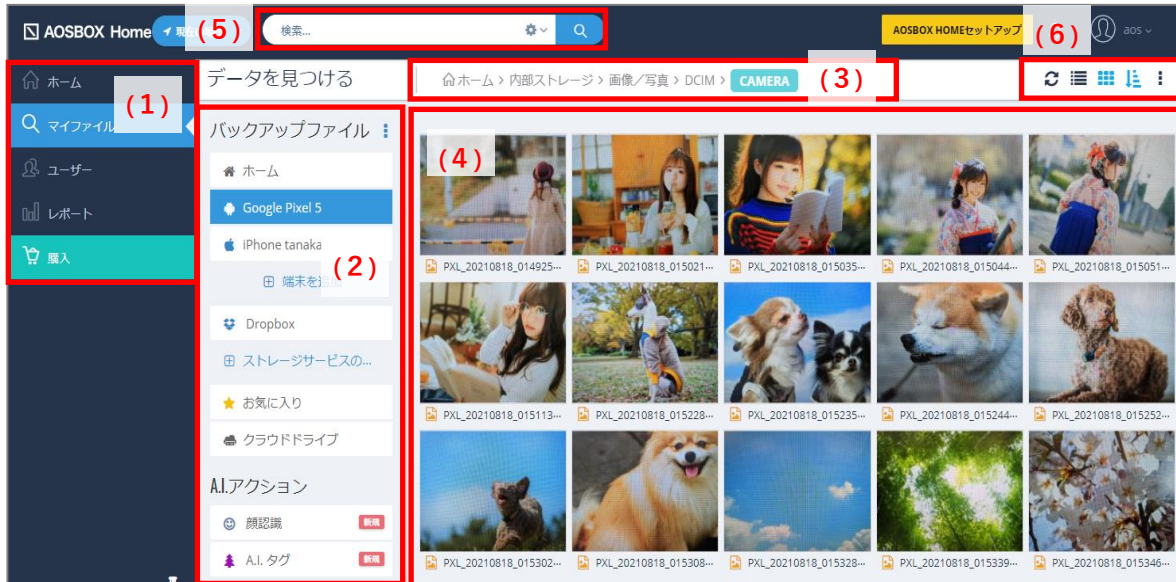 AOSBOX Home
現在
(5)
検索...
AOSBOX HOMEセットアップ
(6)
aos
ホーム
(1)
マイファイル
ユーザー
レポート
購入
データを見つける
ホーム > 内部ストレージ > 画像／写真 > DCIM > CAMERA
(3)
バックアップファイル
ホーム
Google Pixel 5
iPhone tanaka
(2)
端末を追加
Dropbox
ストレージサービスの...
お気に入り
クラウドドライブ
A.I.アクション
顔認識 新規
A.I. タグ 新規
(4)
PXL_20210818_014925...
PXL_20210818_015021...
PXL_20210818_015035...
PXL_20210818_015044...
PXL_20210818_015051...
PXL_20210818_015113...
PXL_20210818_015228...
PXL_20210818_015235...
PXL_20210818_015244...
PXL_20210818_015252...
PXL_20210818_015302...
PXL_20210818_015308...
PXL_20210818_015328...
PXL_20210818_015339...
PXL_20210818_015346...